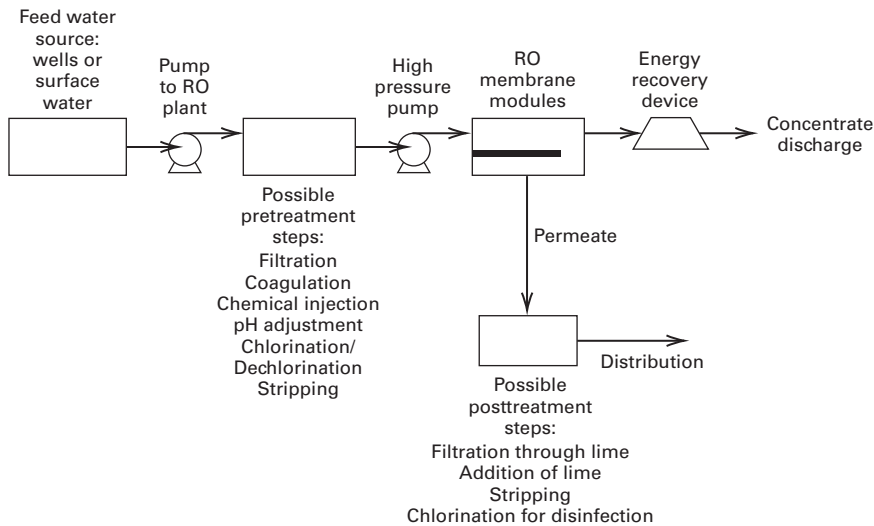 Feed water
source:
wells or
surface
water
Pump
to RO
plant
High
pressure
pump
RO
membrane
modules
Energy
recovery
device
Concentrate
discharge
Possible
pretreatment
steps:
Filtration
Coagulation
Chemical injection
pH adjustment
Chlorination/
Dechlorination
Stripping
Permeate
Distribution
Possible
posttreatment
steps:
Filtration through lime
Addition of lime
Stripping
Chlorination for disinfection